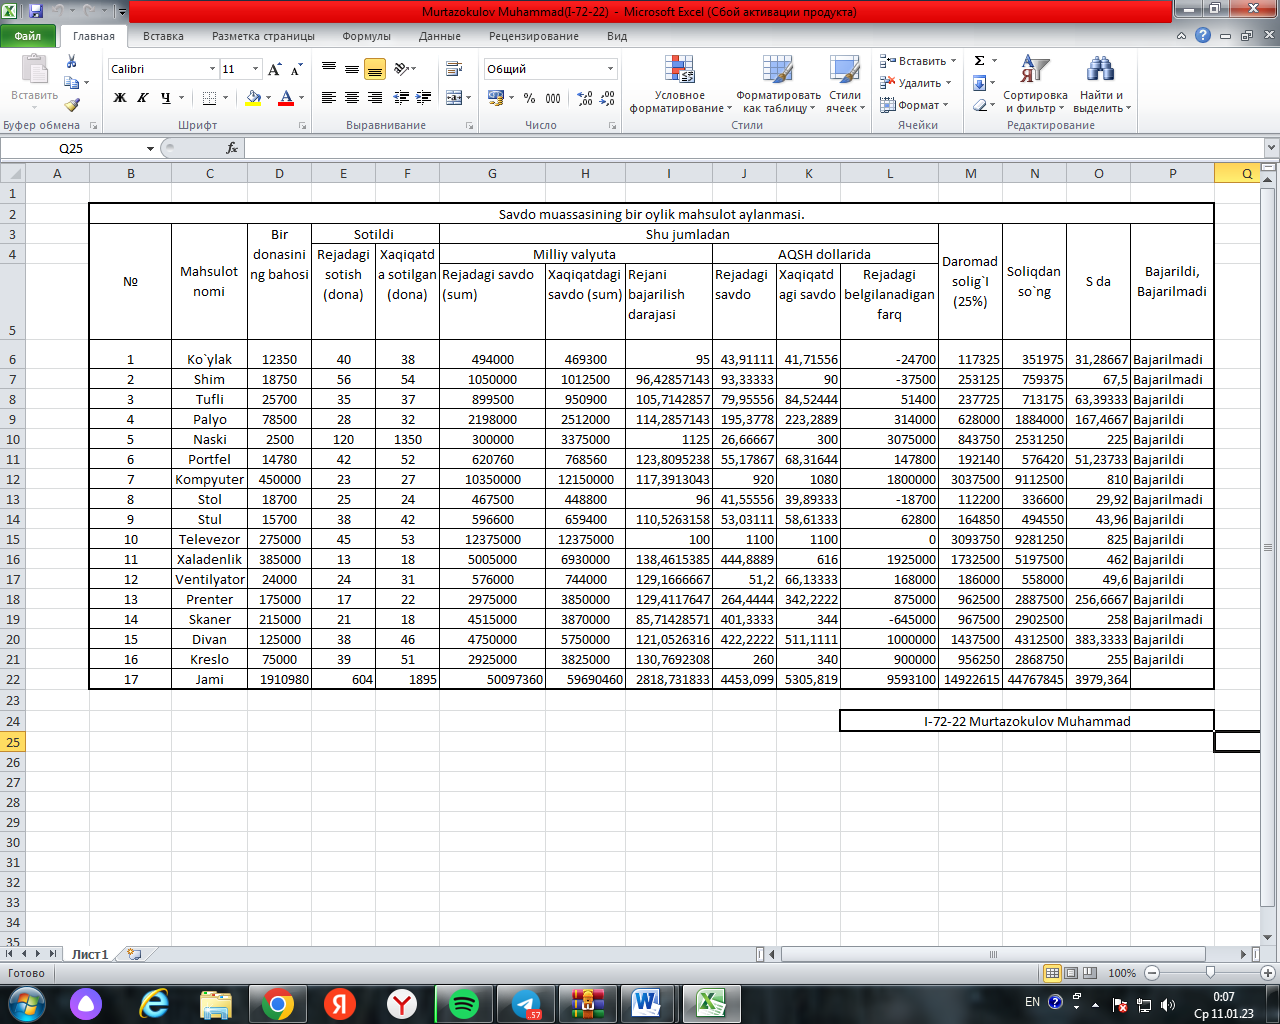 Murtazokulov Muhammad(I-72-22) - Microsoft Excel (Сбой активации продукта)
Файл Главная Вставка Разметка страницы Формулы Данные Рецензирование Вид
Вставить
Calibri 11
Ж К Ч
Общий
% 000
Условное форматирование
Форматировать как таблицу
Стили ячеек
Вставить
Удалить
Формат
Σ
Сортировка и фильтр
Найти и выделить
Буфер обмена Шрифт Выравнивание Число Стили Ячейки Редактирование
Q25 fx
A B C D E F G H I J K L M N O P Q
1
2 Savdo muassasining bir oylik mahsulot aylanmasi.
3 Sotildi Shu jumladan
4 Milliy valyuta AQSH dollarida
5 № Mahsulot nomi Bir donasining bahosi Rejadagi sotish (dona) Xaqiqatda sotilgan (dona) Rejadagi savdo (sum) Xaqiqatdagi savdo (sum) Rejani bajarilish darajasi Rejadagi savdo Xaqiqatdagi savdo Rejadagi belgilanadigan farq Daromad solig`I (25%) Soliqdan so`ng S da Bajarildi, Bajarilmadi
6 1 Ko`ylak 12350 40 38 494000 469300 95 43,91111 41,71556 -24700 117325 351975 31,28667 Bajarilmadi
7 2 Shim 18750 56 54 1050000 1012500 96,42857143 93,33333 90 -37500 253125 759375 67,5 Bajarilmadi
8 3 Tufli 25700 35 37 899500 950900 105,7142857 79,95556 84,52444 51400 237725 713175 63,39333 Bajarildi
9 4 Palyo 78500 28 32 2198000 2512000 114,2857143 195,3778 223,2889 314000 628000 1884000 167,4667 Bajarildi
10 5 Naski 2500 120 1350 300000 3375000 1125 26,66667 300 3075000 843750 2531250 225 Bajarildi
11 6 Portfel 14780 42 52 620760 768560 123,8095238 55,17867 68,31644 147800 192140 576420 51,23733 Bajarildi
12 7 Kompyuter 450000 23 27 10350000 12150000 117,3913043 920 1080 1800000 3037500 9112500 810 Bajarildi
13 8 Stol 18700 25 24 467500 448800 96 41,55556 39,89333 -18700 112200 336600 29,92 Bajarilmadi
14 9 Stul 15700 38 42 596600 659400 110,5263158 53,03111 58,61333 62800 164850 494550 43,96 Bajarildi
15 10 Televezor 275000 45 53 12375000 12375000 100 1100 1100 0 3093750 9281250 825 Bajarildi
16 11 Xaladenlik 385000 13 18 5005000 6930000 138,4615385 444,8889 616 1925000 1732500 5197500 462 Bajarildi
17 12 Ventilyator 24000 24 31 576000 744000 129,1666667 51,2 66,13333 168000 186000 558000 49,6 Bajarildi
18 13 Prenter 175000 17 22 2975000 3850000 129,4117647 264,4444 342,2222 875000 962500 2887500 256,6667 Bajarildi
19 14 Skaner 215000 21 18 4515000 3870000 85,71428571 401,3333 344 -645000 967500 2902500 258 Bajarilmadi
20 15 Divan 125000 38 46 4750000 5750000 121,0526316 422,2222 511,1111 1000000 1437500 4312500 383,3333 Bajarildi
21 16 Kreslo 75000 39 51 2925000 3825000 130,7692308 260 340 900000 956250 2868750 255 Bajarildi
22 17 Jami 1910980 604 1895 50097360 59690460 2818,731833 4453,099 5305,819 9593100 14922615 44767845 3979,364
23
24 I-72-22 Murtazokulov Muhammad
25
26
27
28
29
30
31
32
33
34
35
Лист1
Готово 100%
57
EN 0:07
Ср 11.01.23